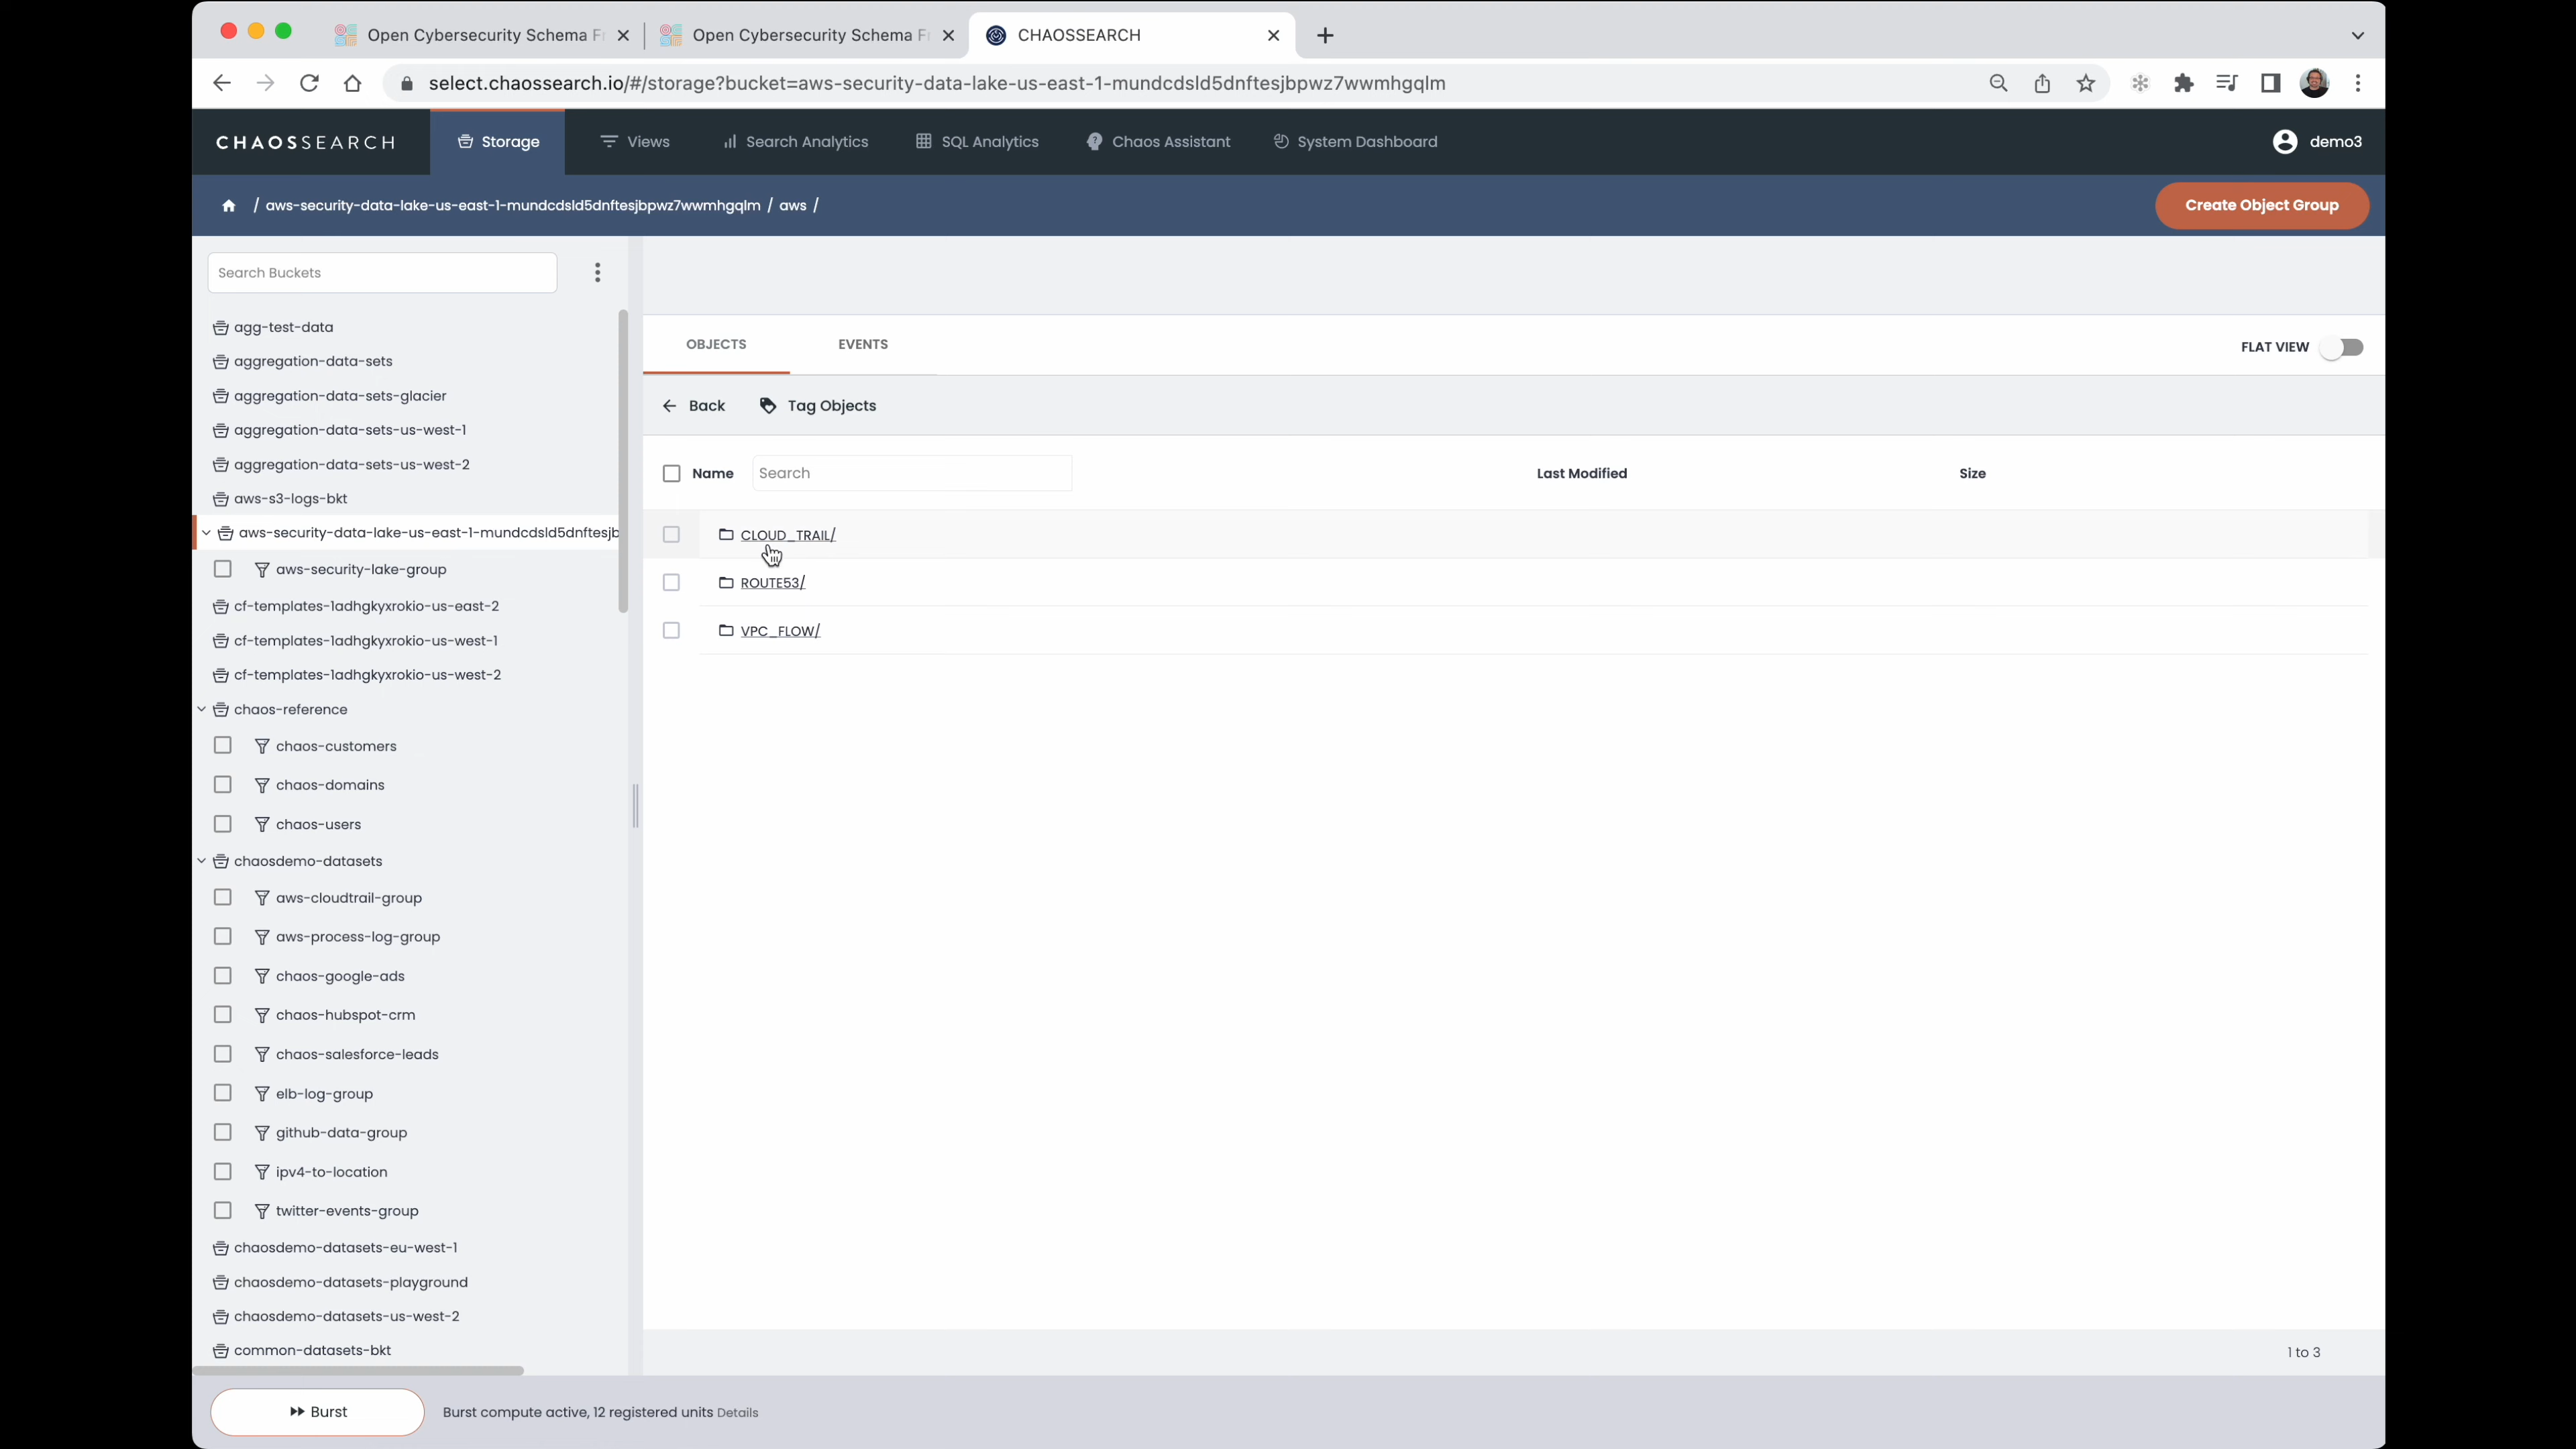 Open Cybersecurity Schema Fr
Open Cybersecurity Schema Fr
CHAOSSEARCH
select.chaossearch.io/#/storage?bucket=aws-security-data-lake-us-east-1-mundcdsld5dnftesjbpwz7wwmhgqlm
CHAOSSEARCH
Storage
Views
Search Analytics
SQL Analytics
Chaos Assistant
System Dashboard
demo3
/ aws-security-data-lake-us-east-1-mundcdsld5dnftesjbpwz7wwmhgqlm / aws /
Create Object Group
Search Buckets
agg-test-data
aggregation-data-sets
aggregation-data-sets-glacier
aggregation-data-sets-us-west-1
aggregation-data-sets-us-west-2
aws-s3-logs-bkt
aws-security-data-lake-us-east-1-mundcdsld5dnftesjb
aws-security-lake-group
cf-templates-1adhgkyxrokio-us-east-2
cf-templates-1adhgkyxrokio-us-west-1
cf-templates-1adhgkyxrokio-us-west-2
chaos-reference
chaos-customers
chaos-domains
chaos-users
chaosdemo-datasets
aws-cloudtrail-group
aws-process-log-group
chaos-google-ads
chaos-hubspot-crm
chaos-salesforce-leads
elb-log-group
github-data-group
ipv4-to-location
twitter-events-group
chaosdemo-datasets-eu-west-1
chaosdemo-datasets-playground
chaosdemo-datasets-us-west-2
common-datasets-bkt
OBJECTS
EVENTS
FLAT VIEW
Back
Tag Objects
Name
Search
Last Modified
Size
CLOUD_TRAIL/
ROUTE53/
VPC_FLOW/
1 to 3
Burst
Burst compute active, 12 registered units Details